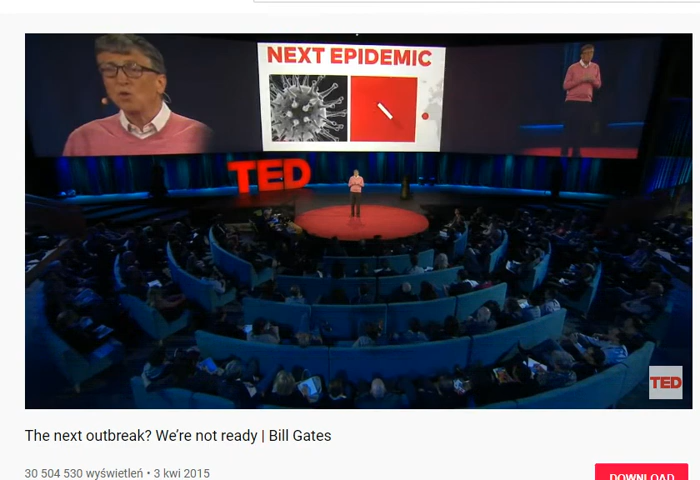 NEXT EPIDEMIC
TED
TED
The next outbreak? We're not ready | Bill Gates
30 504 530 wyświetleń • 3 kwi 2015
DOWNLOAD